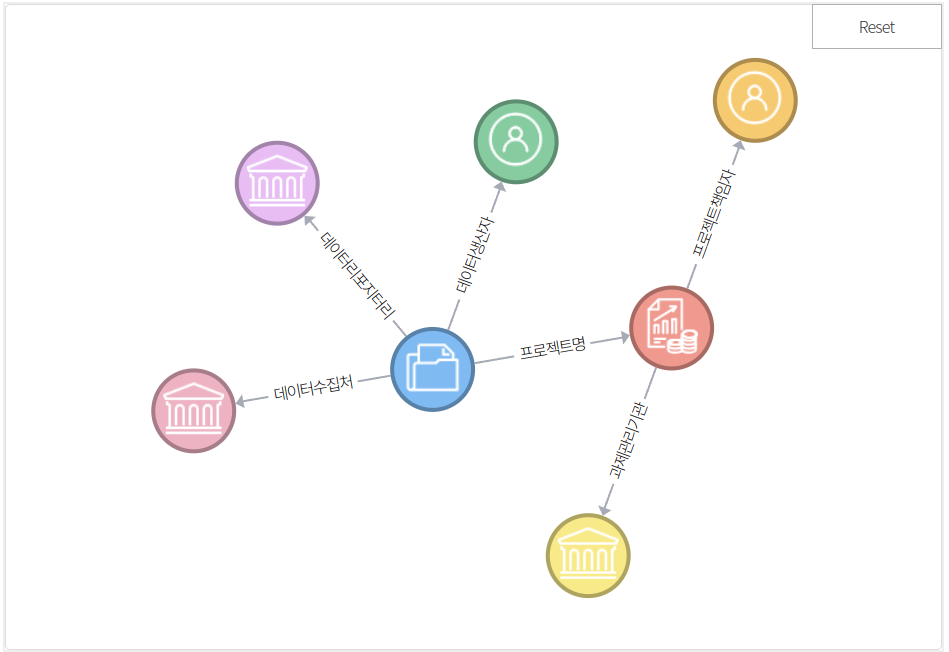 Reset
프로젝트책임자
데이터생산자
데이터리포지터리
프로젝트명
데이터수집처
과제관리기관